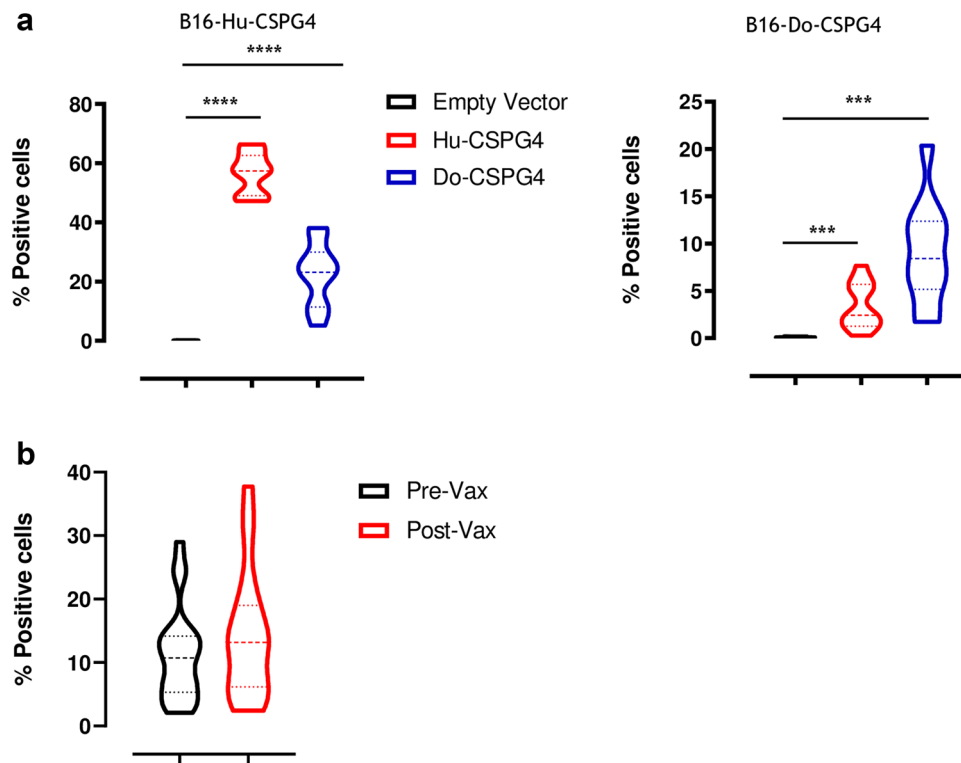 a
B16-Hu-CSPG4
****
****
80
60
40
20
0
% Positive cells
Empty Vector
Hu-CSPG4
Do-CSPG4
B16-Do-CSPG4
***
***
25
20
15
10
5
0
% Positive cells
b
40
30
20
10
0
% Positive cells
Pre-Vax
Post-Vax